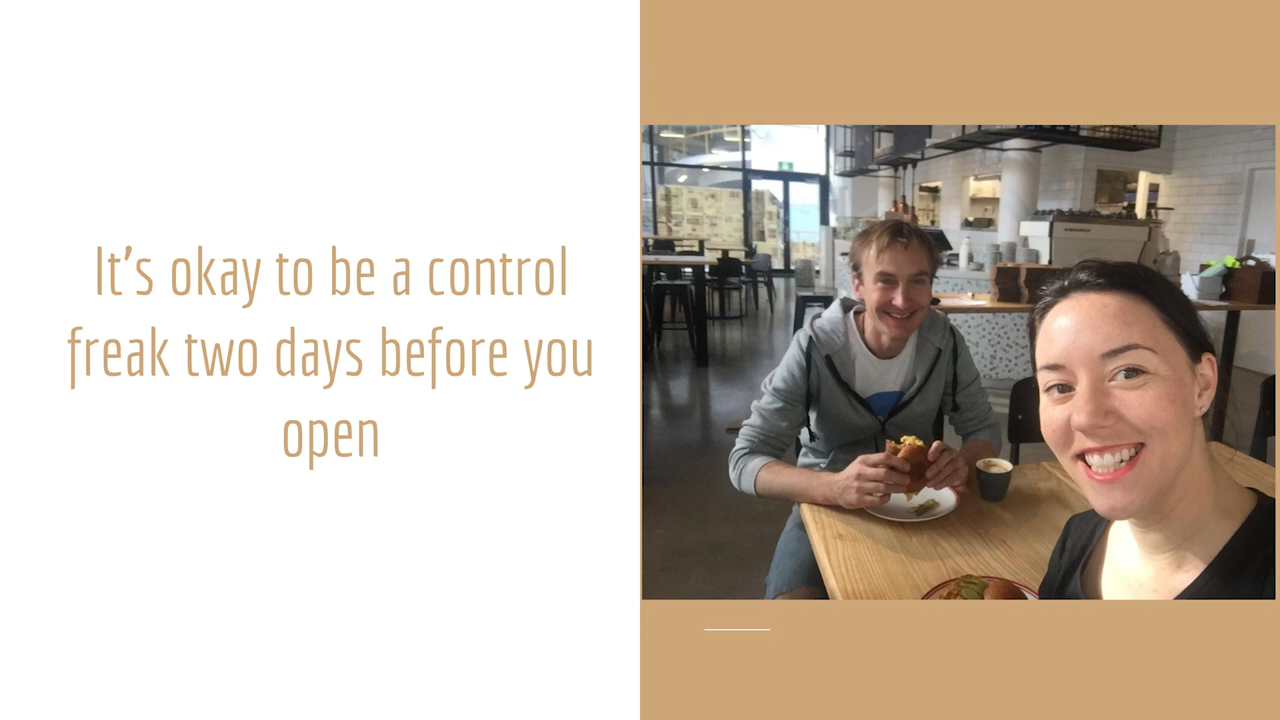 It’s okay to be a control
freak two days before you
open